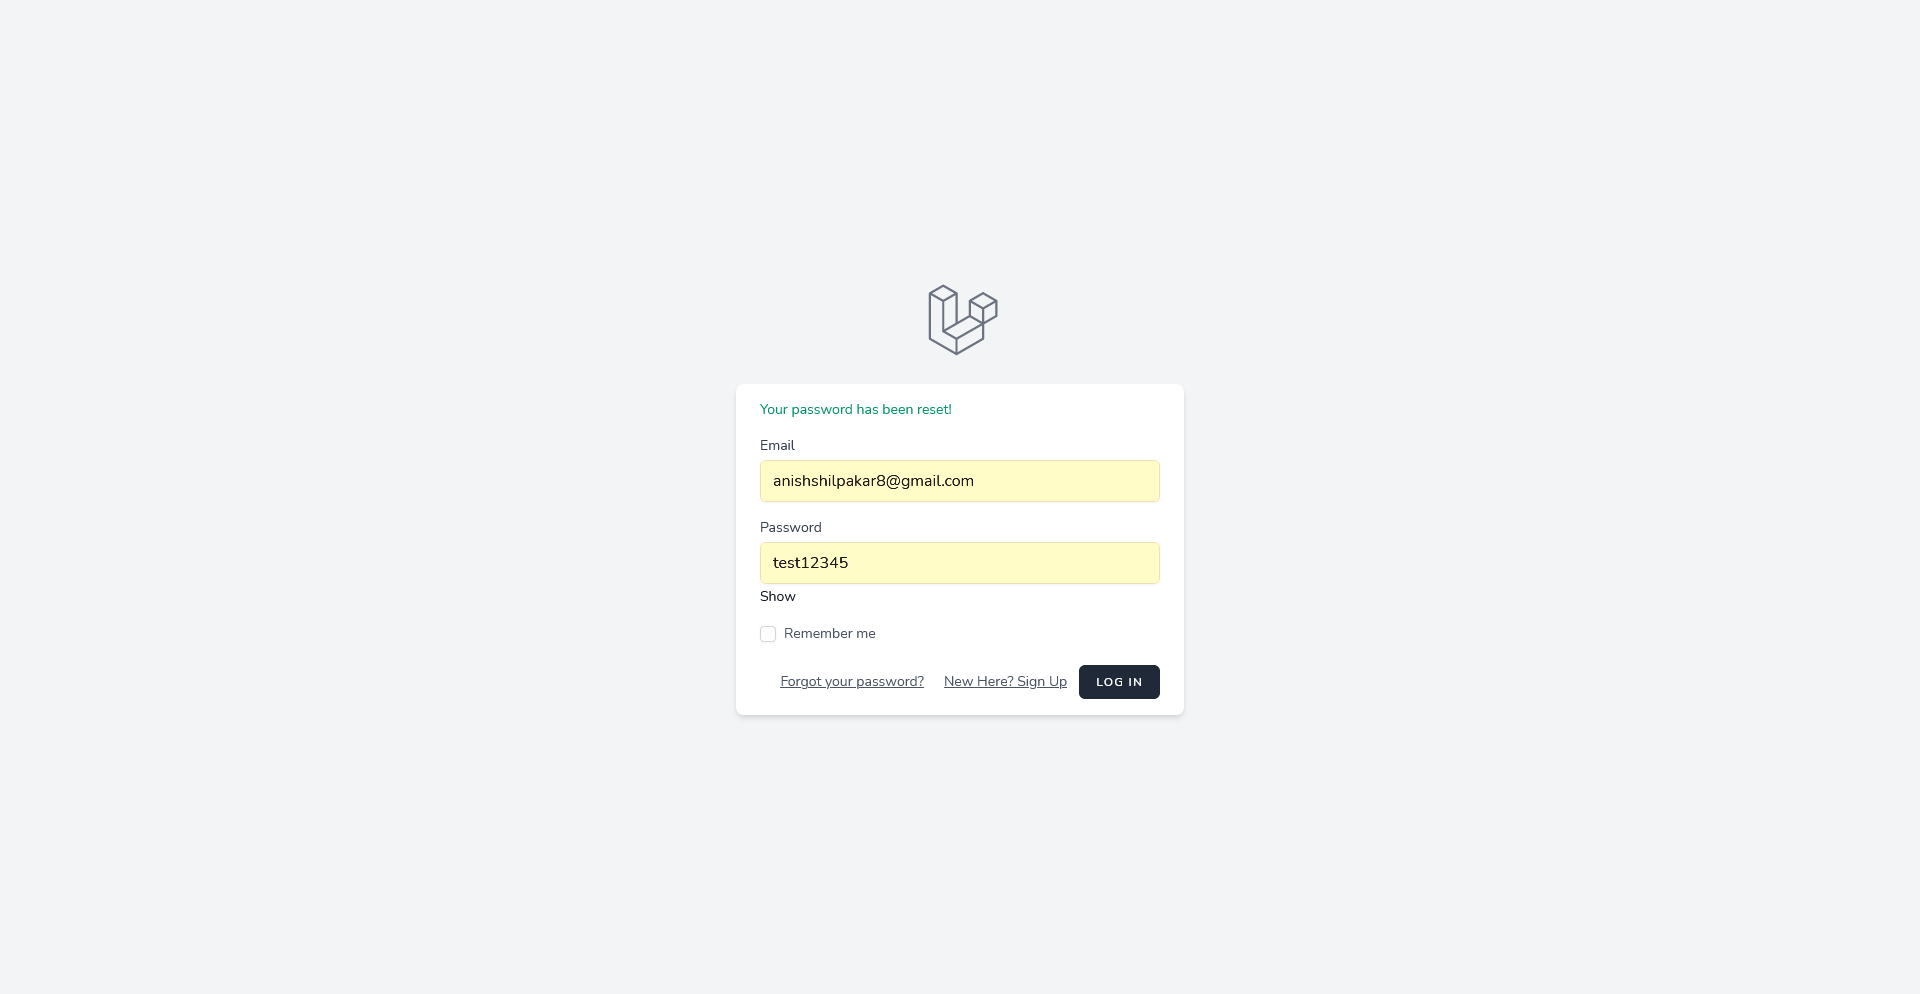 Your password has been reset!
Email
anishshilpakar8@gmail.com
Password
test12345
Show
Remember me
Forgot your password? New Here? Sign Up LOG IN